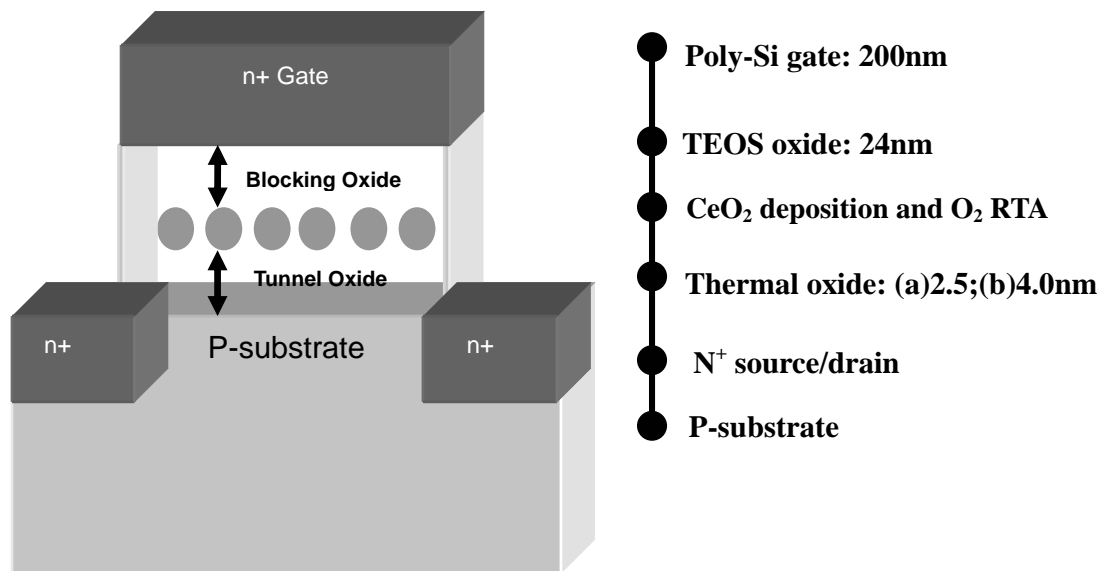 n+ Gate
Blocking Oxide
Tunnel Oxide
n+
P-substrate
n+
Poly-Si gate: 200nm
TEOS oxide: 24nm
CeO₂ deposition and O₂ RTA
Thermal oxide: (a)2.5;(b)4.0nm
N⁺ source/drain
P-substrate